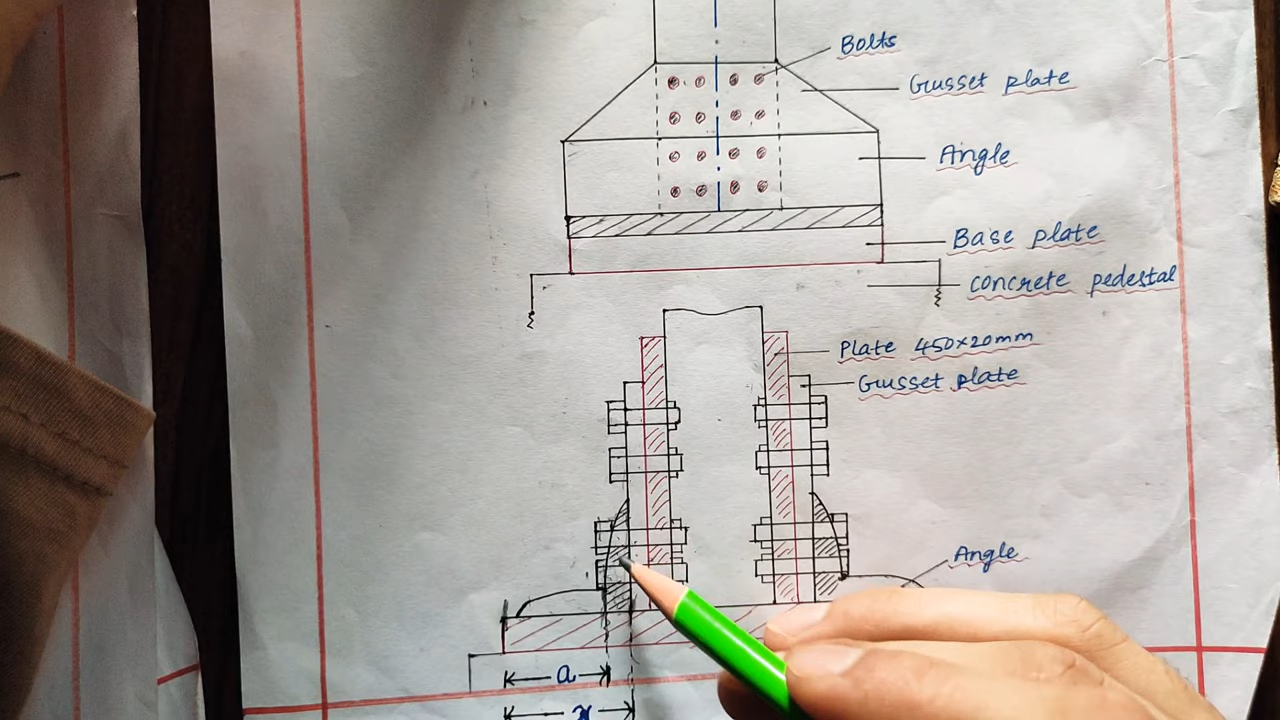 Bolts
Gusset plate
Angle
Base plate
concrete pedestal
Plate 450×20mm
Gusset plate
Angle
a
x